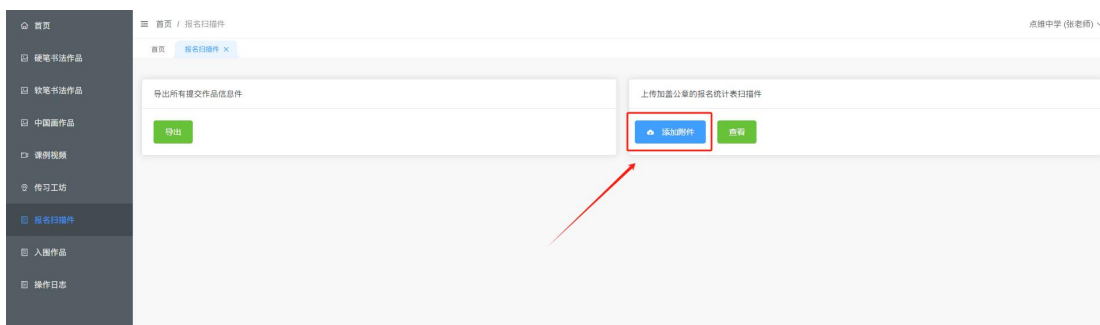 首页
硬笔书法作品
软笔书法作品
中国画作品
课例视频
传习工坊
报名扫描件
入围作品
操作日志
首页 / 报名扫描件
点维中学 (张老师)
首页 报名扫描件 ×
导出所有提交作品信息件
导出
上传加盖公章的报名统计表扫描件
添加附件 查看